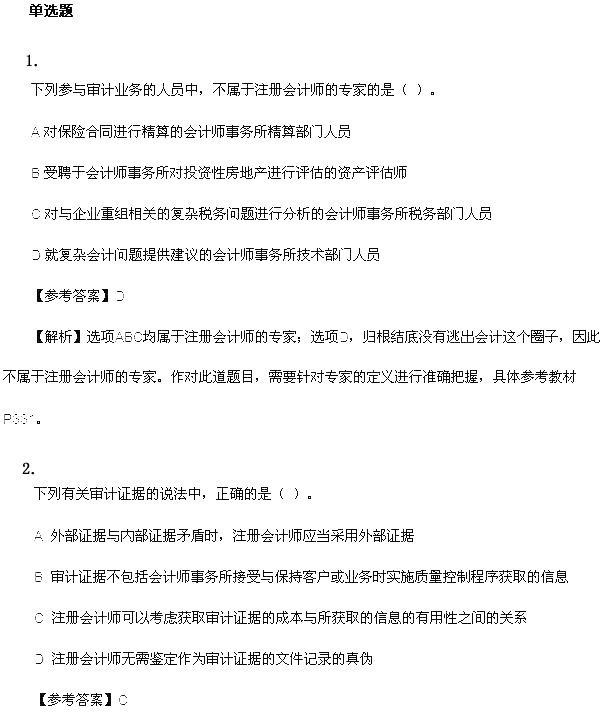 单选题
1.
下列参与审计业务的人员中，不属于注册会计师的专家的是（ ）。
A 对保险合同进行精算的会计师事务所精算部门人员
B 受聘于会计师事务所对投资性房地产进行评估的资产评估师
C 对与企业重组相关的复杂税务问题进行分析的会计师事务所税务部门人员
D 就复杂会计问题提供建议的会计师事务所技术部门人员
【参考答案】D
【解析】选项ABC均属于注册会计师的专家；选项D，归根结底没有逃出会计这个圈子，因此
不属于注册会计师的专家。作对此道题目，需要针对专家的定义进行准确把握，具体参考教材
P331。
2.
下列有关审计证据的说法中，正确的是（ ）。
A 外部证据与内部证据矛盾时，注册会计师应当采用外部证据
B 审计证据不包括会计师事务所接受与保持客户或业务时实施质量控制程序获取的信息
C 注册会计师可以考虑获取审计证据的成本与所获取的信息的有用性之间的关系
D 注册会计师无需鉴定作为审计证据的文件记录的真伪
【参考答案】C